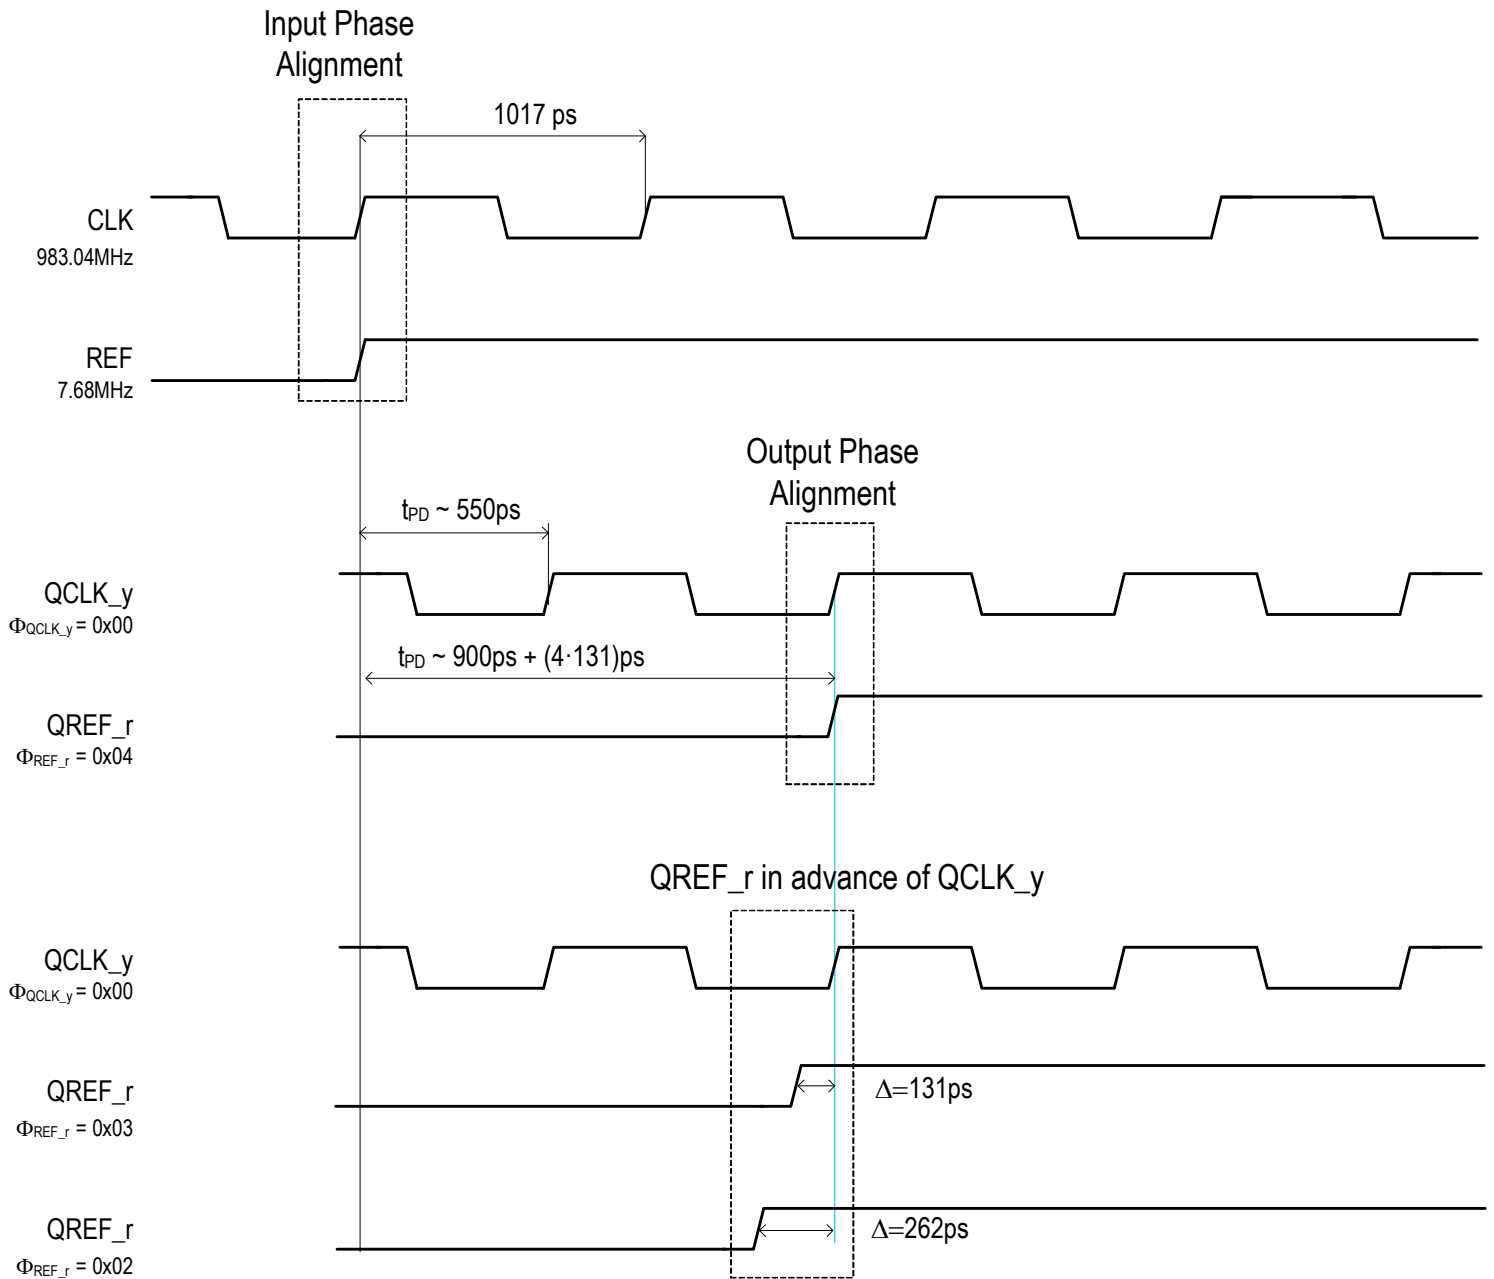 Input Phase
Alignment
1017 ps
CLK
983.04MHz
REF
7.68MHz
Output Phase
Alignment
tPD ~ 550ps
QCLK_y
ΦQCLK_y = 0x00
tPD ~ 900ps + (4·131)ps
QREF_r
ΦREF_r = 0x04
QREF_r in advance of QCLK_y
QCLK_y
ΦQCLK_y = 0x00
QREF_r
Δ=131ps
ΦREF_r = 0x03
QREF_r
Δ=262ps
ΦREF_r = 0x02